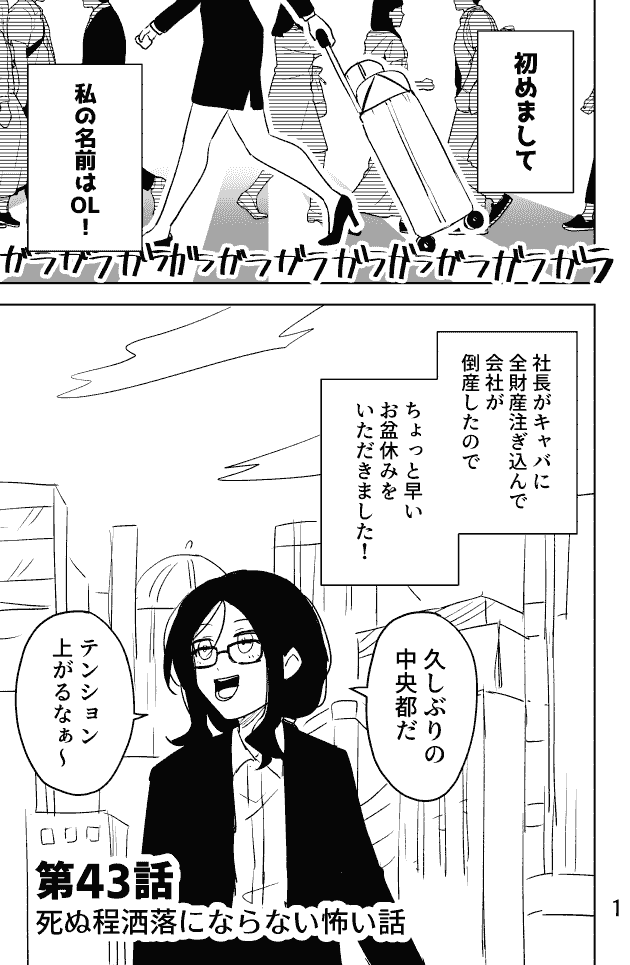 初めまして
私の名前は
OL！
ガラガラガラガラガラガラガラガラガラガラガラ
社長がキャバに
全財産注ぎ込んで
会社が
倒産したので
ちょっと早い
お盆休みを
いただきました！
久しぶりの
中央都だ
テンション
上がるなぁ～
第43話
死ぬ程洒落にならない怖い話
1